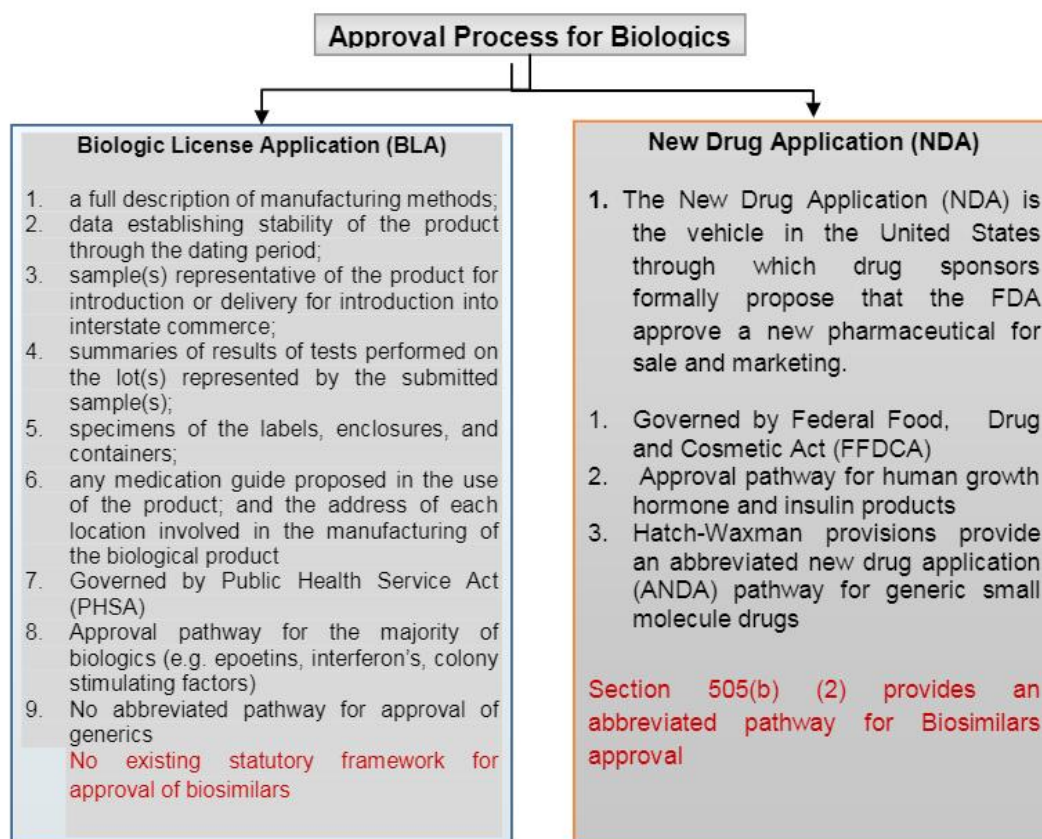 Approval Process for Biologics
Biologic License Application (BLA)
1. a full description of manufacturing methods;
2. data establishing stability of the product
through the dating period;
3. sample(s) representative of the product for
introduction or delivery for introduction into
interstate commerce;
4. summaries of results of tests performed on
the lot(s) represented by the submitted
sample(s);
5. specimens of the labels, enclosures, and
containers;
6. any medication guide proposed in the use
of the product; and the address of each
location involved in the manufacturing of
the biological product
7. Governed by Public Health Service Act
(PHSA)
8. Approval pathway for the majority of
biologics (e.g. epoetins, interferon's, colony
stimulating factors)
9. No abbreviated pathway for approval of
generics
No existing statutory framework for
approval of biosimilars
New Drug Application (NDA)
1. The New Drug Application (NDA) is
the vehicle in the United States
through which drug sponsors
formally propose that the FDA
approve a new pharmaceutical for
sale and marketing.
1. Governed by Federal Food, Drug
and Cosmetic Act (FFDCA)
2. Approval pathway for human growth
hormone and insulin products
3. Hatch-Waxman provisions provide
an abbreviated new drug application
(ANDA) pathway for generic small
molecule drugs
Section 505(b) (2) provides an
abbreviated pathway for Biosimilars
approval